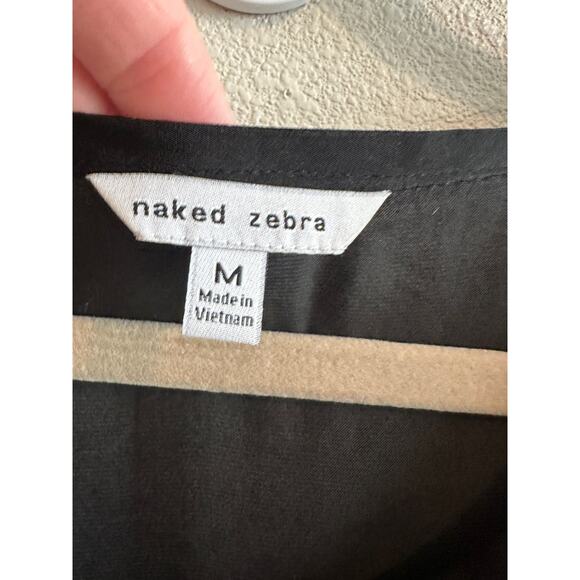 naked zebra
M
Made in
Vietnam